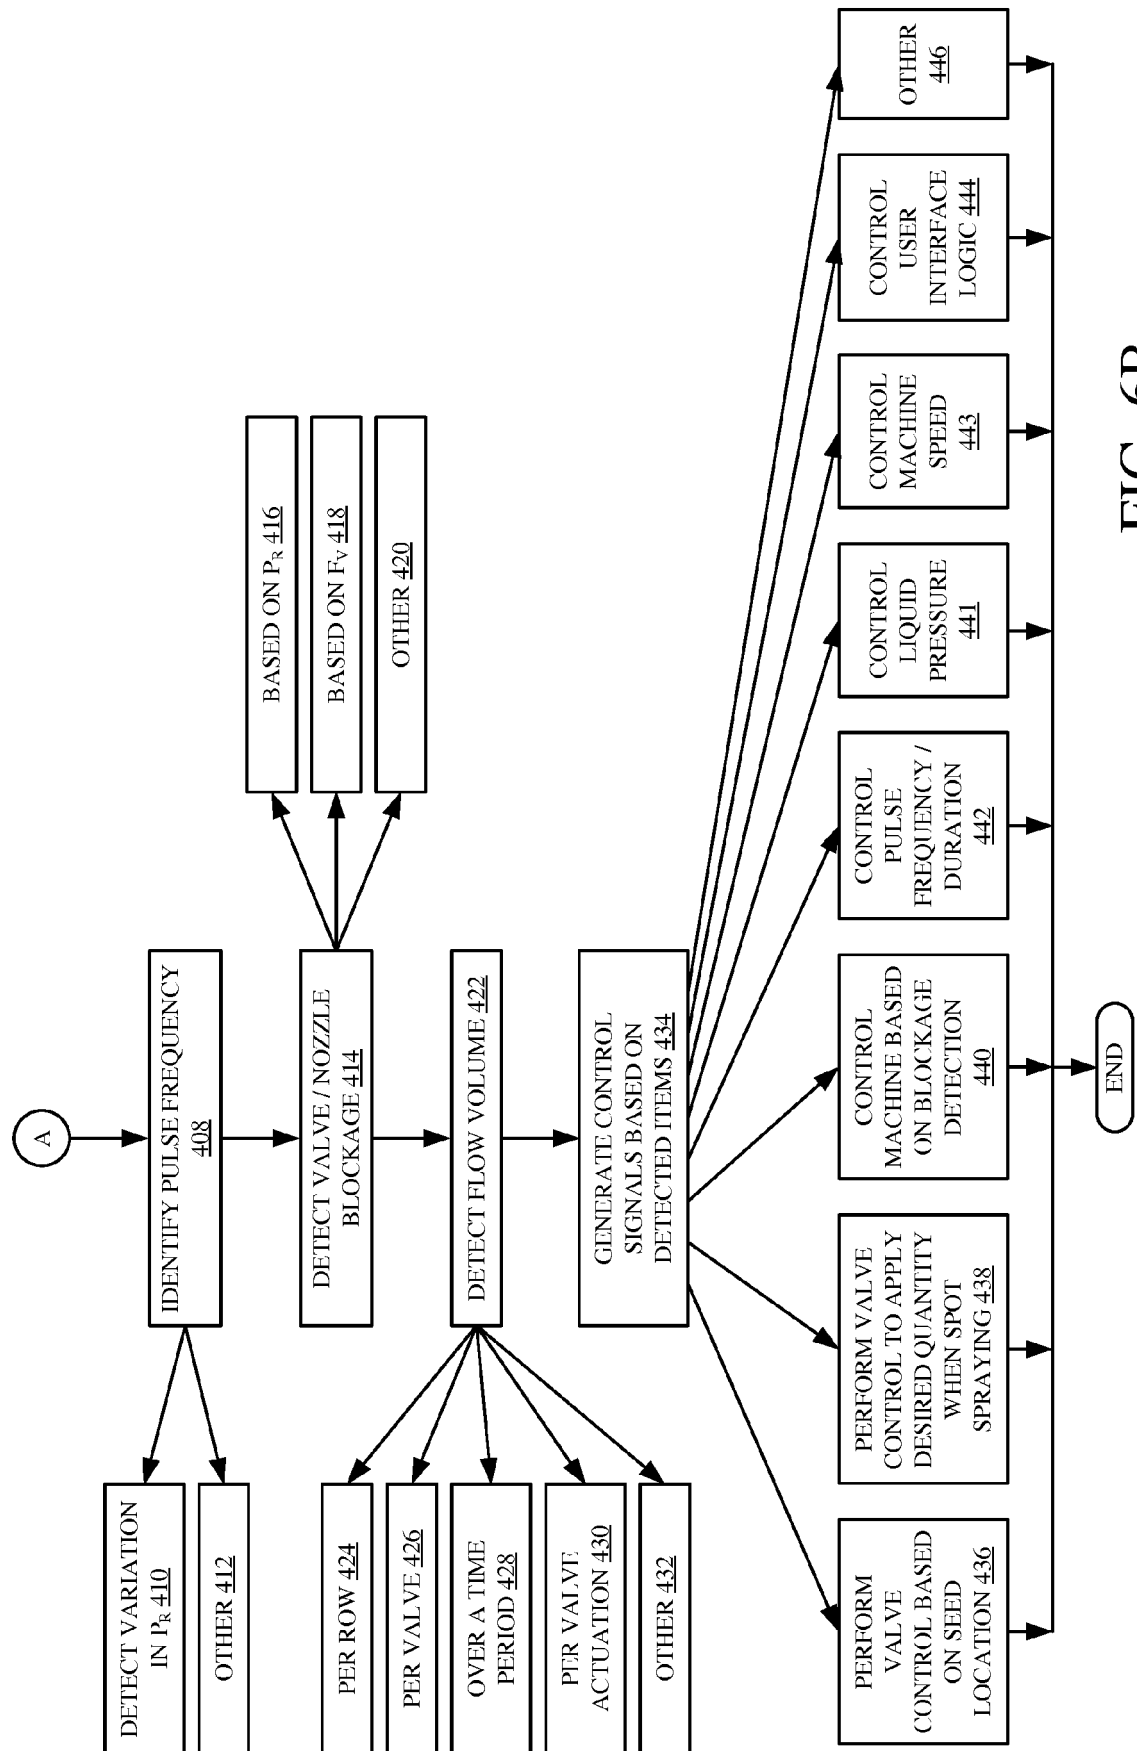 A
IDENTIFY PULSE FREQUENCY
408
DETECT VARIATION
IN P_R 410
OTHER 412
DETECT VALVE / NOZZLE
BLOCKAGE 414
BASED ON P_R 416
BASED ON F_V 418
OTHER 420
DETECT FLOW VOLUME 422
PER ROW 424
PER VALVE 426
OVER A TIME
PERIOD 428
PER VALVE
ACTUATION 430
OTHER 432
GENERATE CONTROL
SIGNALS BASED ON
DETECTED ITEMS 434
PERFORM
VALVE
CONTROL BASED
ON SEED
LOCATION 436
PERFORM VALVE
CONTROL TO APPLY
DESIRED QUANTITY
WHEN SPOT
SPRAYING 438
CONTROL
MACHINE BASED
ON BLOCKAGE
DETECTION
440
CONTROL
PULSE
FREQUENCY /
DURATION
442
CONTROL
LIQUID
PRESSURE
441
CONTROL
MACHINE
SPEED
443
CONTROL
USER
INTERFACE
LOGIC 444
OTHER
446
END
FIG